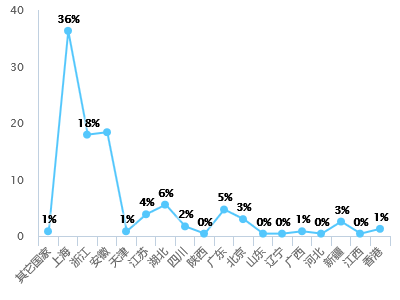 40
30
20
10
0
1%
36%
18%
1%
4%
6%
2%
0%
5%
3%
0%
0%
1%
0%
3%
0%
1%
其它国家
上海
浙江
安徽
天津
江苏
湖北
四川
陕西
广东
北京
山东
辽宁
广西
河北
新疆
江西
香港